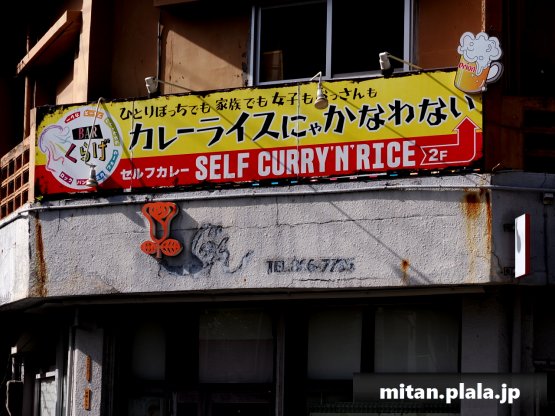 ひとりぼっちでも 家族でも 女子も おっさんも
カレーライスにゃかなわない
BAR
くらげ
セルフカレー SELF CURRY'N'RICE
2F
mitan.plala.jp